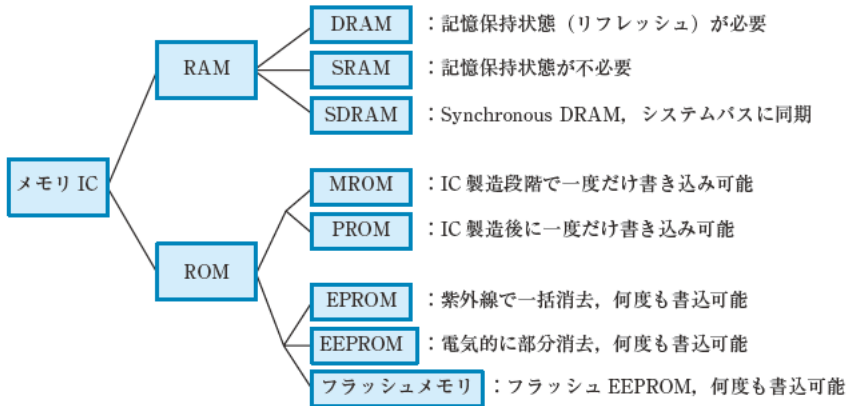 メモリ IC
RAM
DRAM ：記憶保持状態（リフレッシュ）が必要
SRAM ：記憶保持状態が不必要
SDRAM ：Synchronous DRAM，システムバスに同期
ROM
MROM ：IC 製造段階で一度だけ書き込み可能
PROM ：IC 製造後に一度だけ書き込み可能
EPROM ：紫外線で一括消去，何度も書込可能
EEPROM ：電気的に部分消去，何度も書込可能
フラッシュメモリ ：フラッシュ EEPROM，何度も書込可能